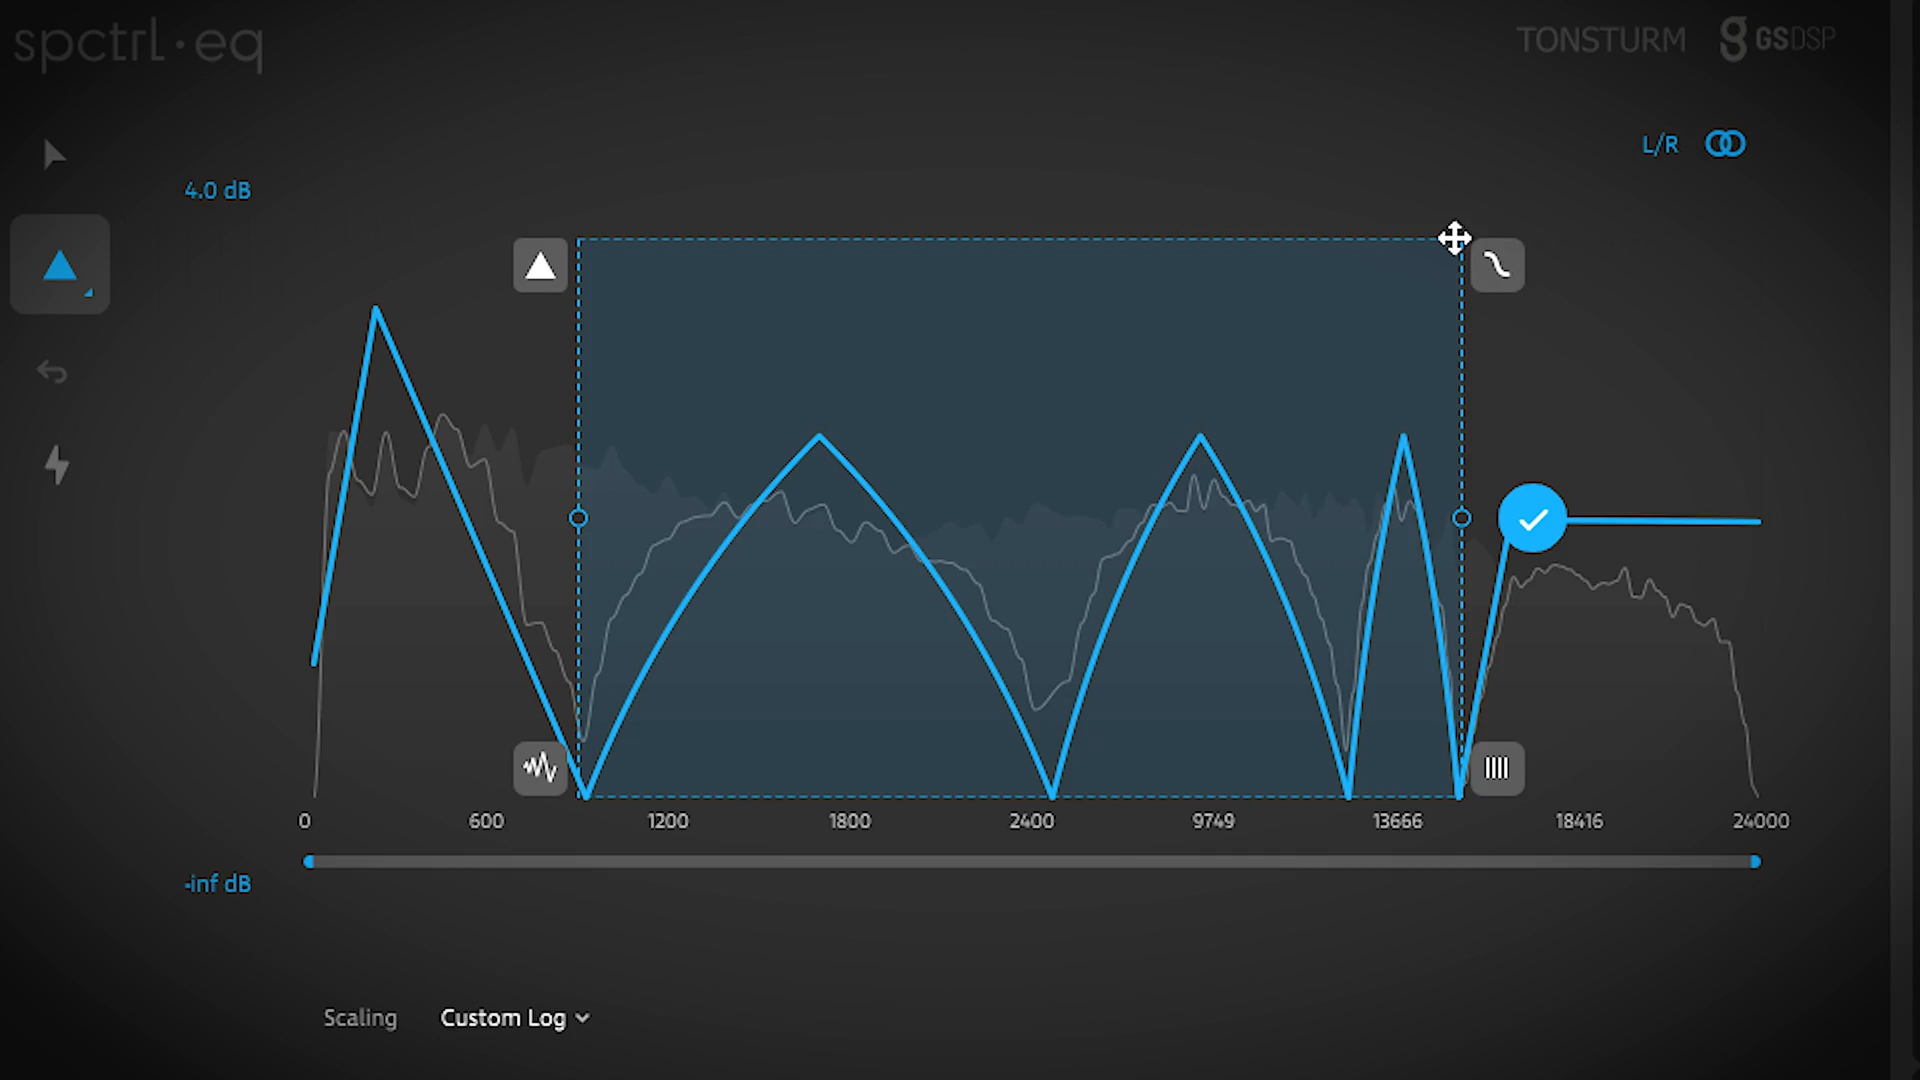 spctrl·eq
TONSTURM
GSDSP
L/R
4.0 dB
0 600 1200 1800 2400 9749 13666 18416 24000
-inf dB
Scaling Custom Log